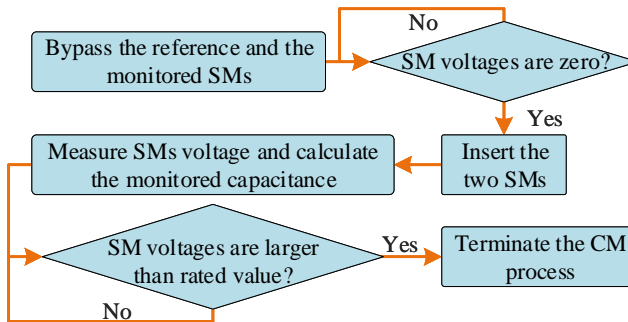 No
Bypass the reference and the
monitored SMs
SM voltages are zero?
Yes
Measure SMs voltage and calculate
the monitored capacitance
Insert the
two SMs
SM voltages are larger
than rated value?
Yes
Terminate the CM
process
No